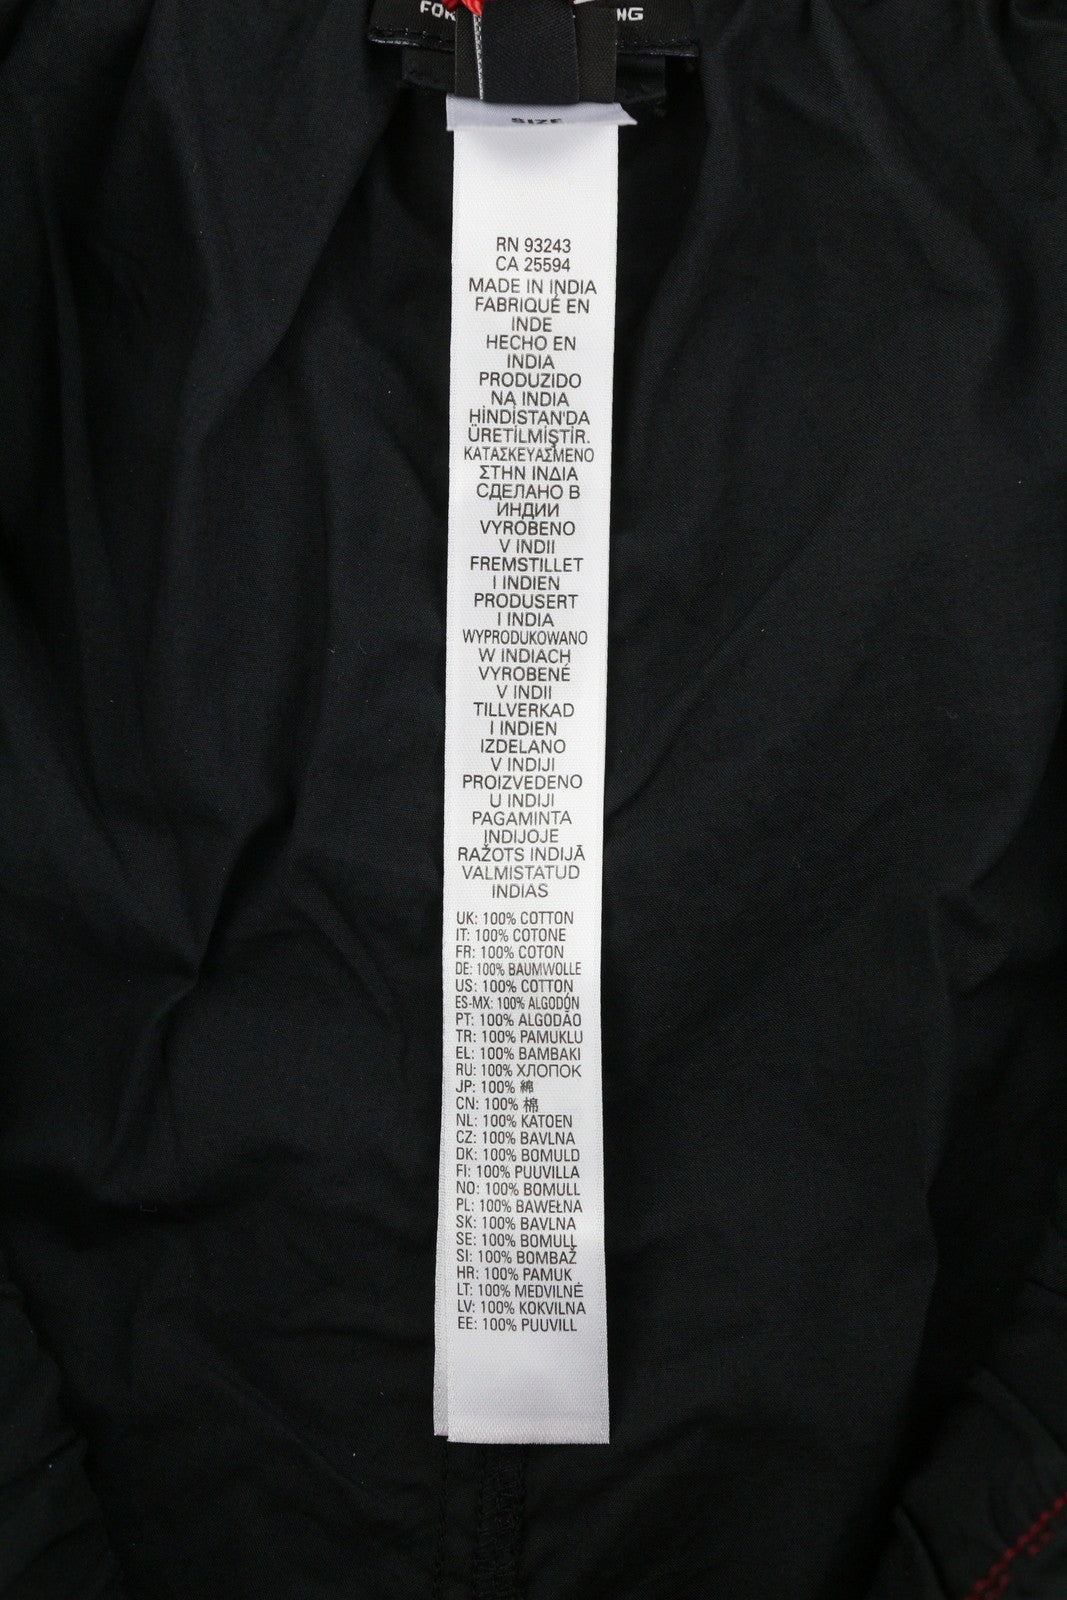 SIZE
RN 93243
CA 25594
MADE IN INDIA
FABRIQUÉ EN
INDE
HECHO EN
INDIA
PRODUZIDO
NA INDIA
HİNDİSTAN'DA
ÜRETİLMİŞTİR.
ΚΑΤΑΣΚΕΥΑΣΜΕΝΟ
ΣΤΗΝ ΙΝΔΙΑ
СДЕЛАНО В
ИНДИИ
VYROBENO
V INDII
FREMSTILLET
I INDIEN
PRODUSERT
I INDIA
WYPRODUKOWANO
W INDIACH
VYROBENÉ
V INDII
TILLVERKAD
I INDIEN
IZDELANO
V INDIJI
PROIZVEDENO
U INDIJI
PAGAMINTA
INDIJOJE
RAŽOTS INDIJĀ
VALMISTATUD
INDIAS
UK: 100% COTTON
IT: 100% COTONE
FR: 100% COTON
DE: 100% BAUMWOLLE
US: 100% COTTON
ES-MX: 100% ALGODÓN
PT: 100% ALGODÃO
TR: 100% PAMUKLU
EL: 100% ΒΑΜΒΑΚΙ
RU: 100% ХЛОПОК
JP: 100% 綿
CN: 100% 棉
NL: 100% KATOEN
CZ: 100% BAVLNA
DK: 100% BOMULD
FI: 100% PUUVILLA
NO: 100% BOMULL
PL: 100% BAWEŁNA
SK: 100% BAVLNA
SE: 100% BOMULL
SI: 100% BOMBAŽ
HR: 100% PAMUK
LT: 100% MEDVILNĖ
LV: 100% KOKVILNA
EE: 100% PUUVILL